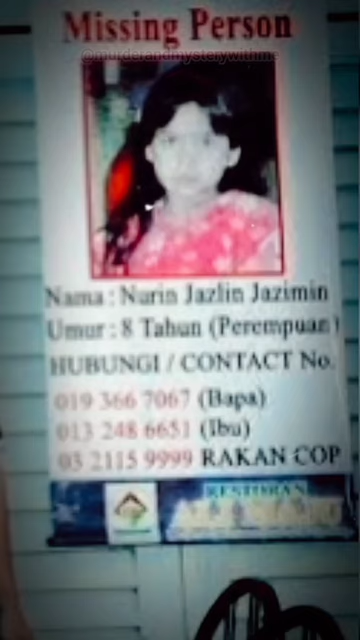 Missing Person
@murderandmysterywithme
Nama : Nurin Jazlin Jazimin
Umur : 8 Tahun (Perempuan)
HUBUNGI / CONTACT No.
019 366 7067 (Bapa)
013 248 6651 (Ibu)
03 2115 9999 RAKAN COP
RESTORAN